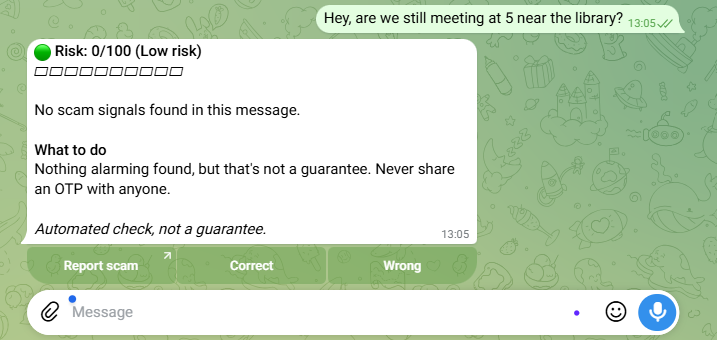 Hey, are we still meeting at 5 near the library? 13:05
Risk: 0/100 (Low risk)
No scam signals found in this message.
What to do
Nothing alarming found, but that's not a guarantee. Never share
an OTP with anyone.
Automated check, not a guarantee. 13:05
Report scam Correct Wrong
Message